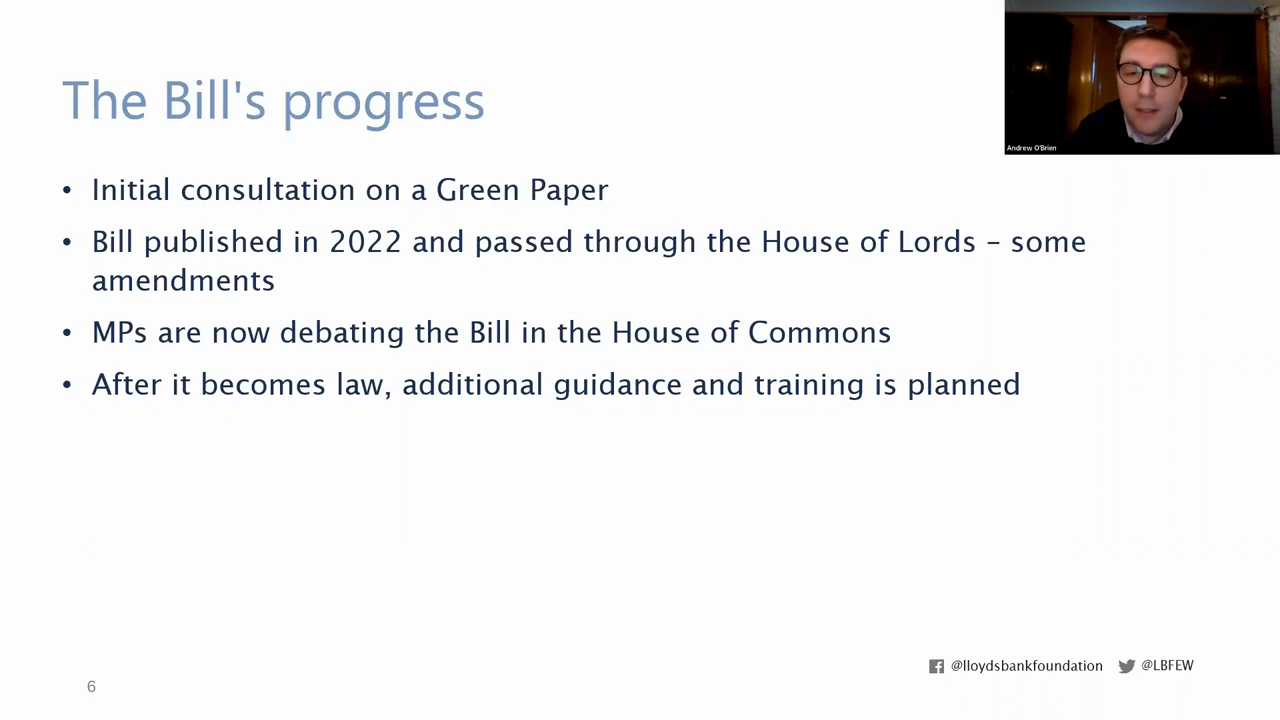 The Bill's progress
Andrew O'Brien
• Initial consultation on a Green Paper
• Bill published in 2022 and passed through the House of Lords – some
amendments
• MPs are now debating the Bill in the House of Commons
• After it becomes law, additional guidance and training is planned
@lloydsbankfoundation @LBFEW
6